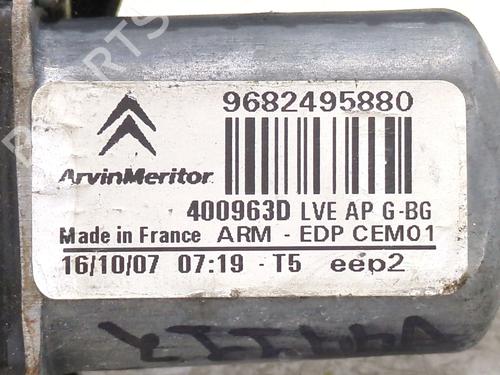 9682495880
ArvinMeritor
400963D LVE AP G-BG
Made in France ARM - EDP CEM01
16/10/07 07:19 - T5 eep2